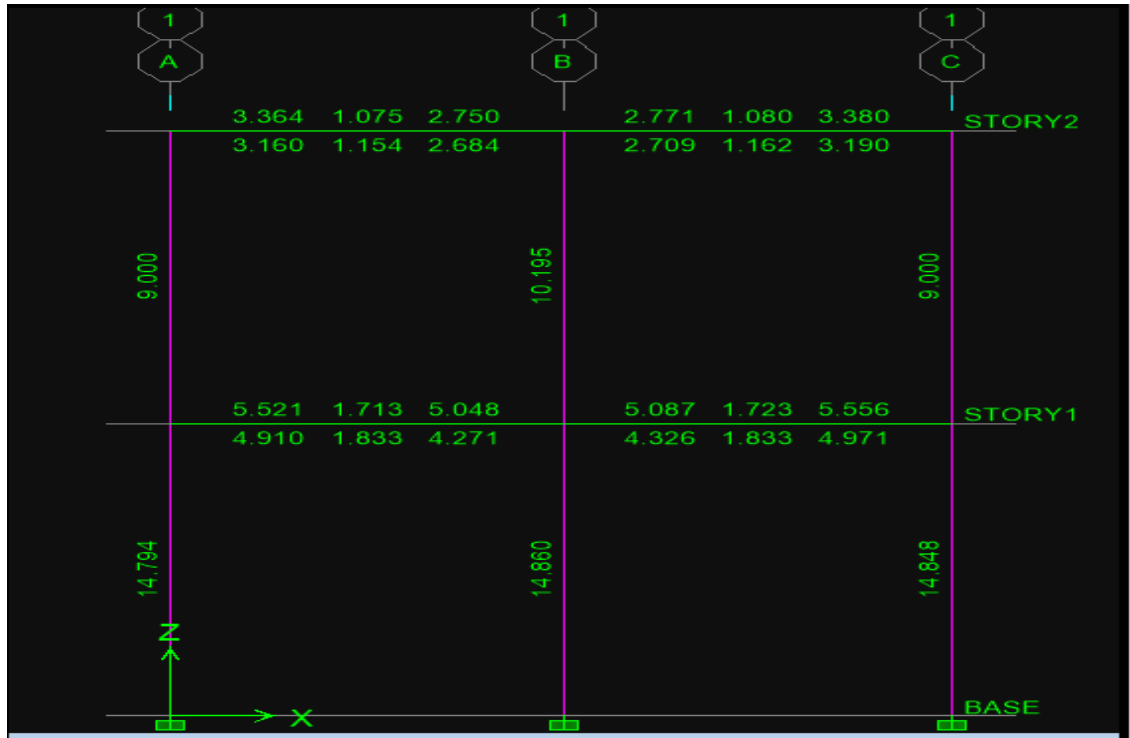 1 1 1
A B C
3.364 1.075 2.750 2.771 1.080 3.380 STORY2
3.160 1.154 2.684 2.709 1.162 3.190
9.000 10.195 9.000
5.521 1.713 5.048 5.087 1.723 5.556 STORY1
4.910 1.833 4.271 4.326 1.833 4.971
14.794 14.860 14.848
Z
X BASE